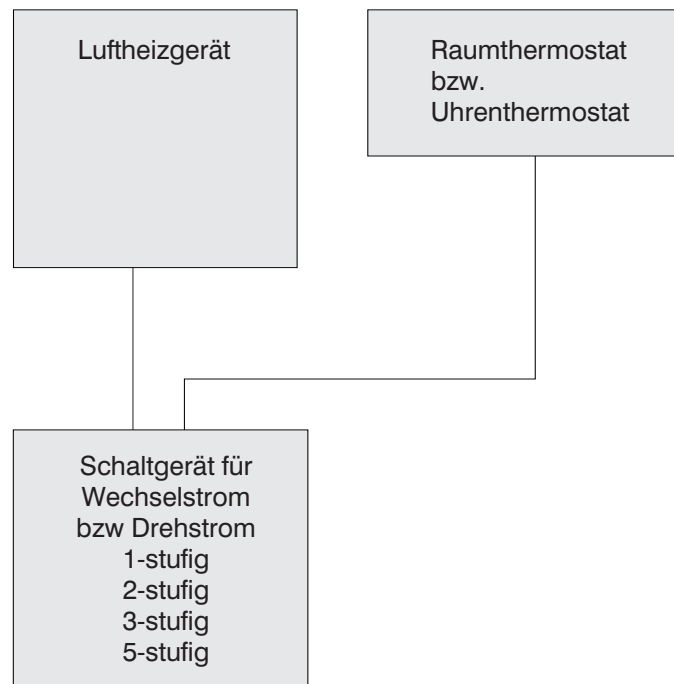 Luftheizgerät
Raumthermostat
bzw.
Uhrenthermostat
Schaltgerät für
Wechselstrom
bzw Drehstrom
1-stufig
2-stufig
3-stufig
5-stufig